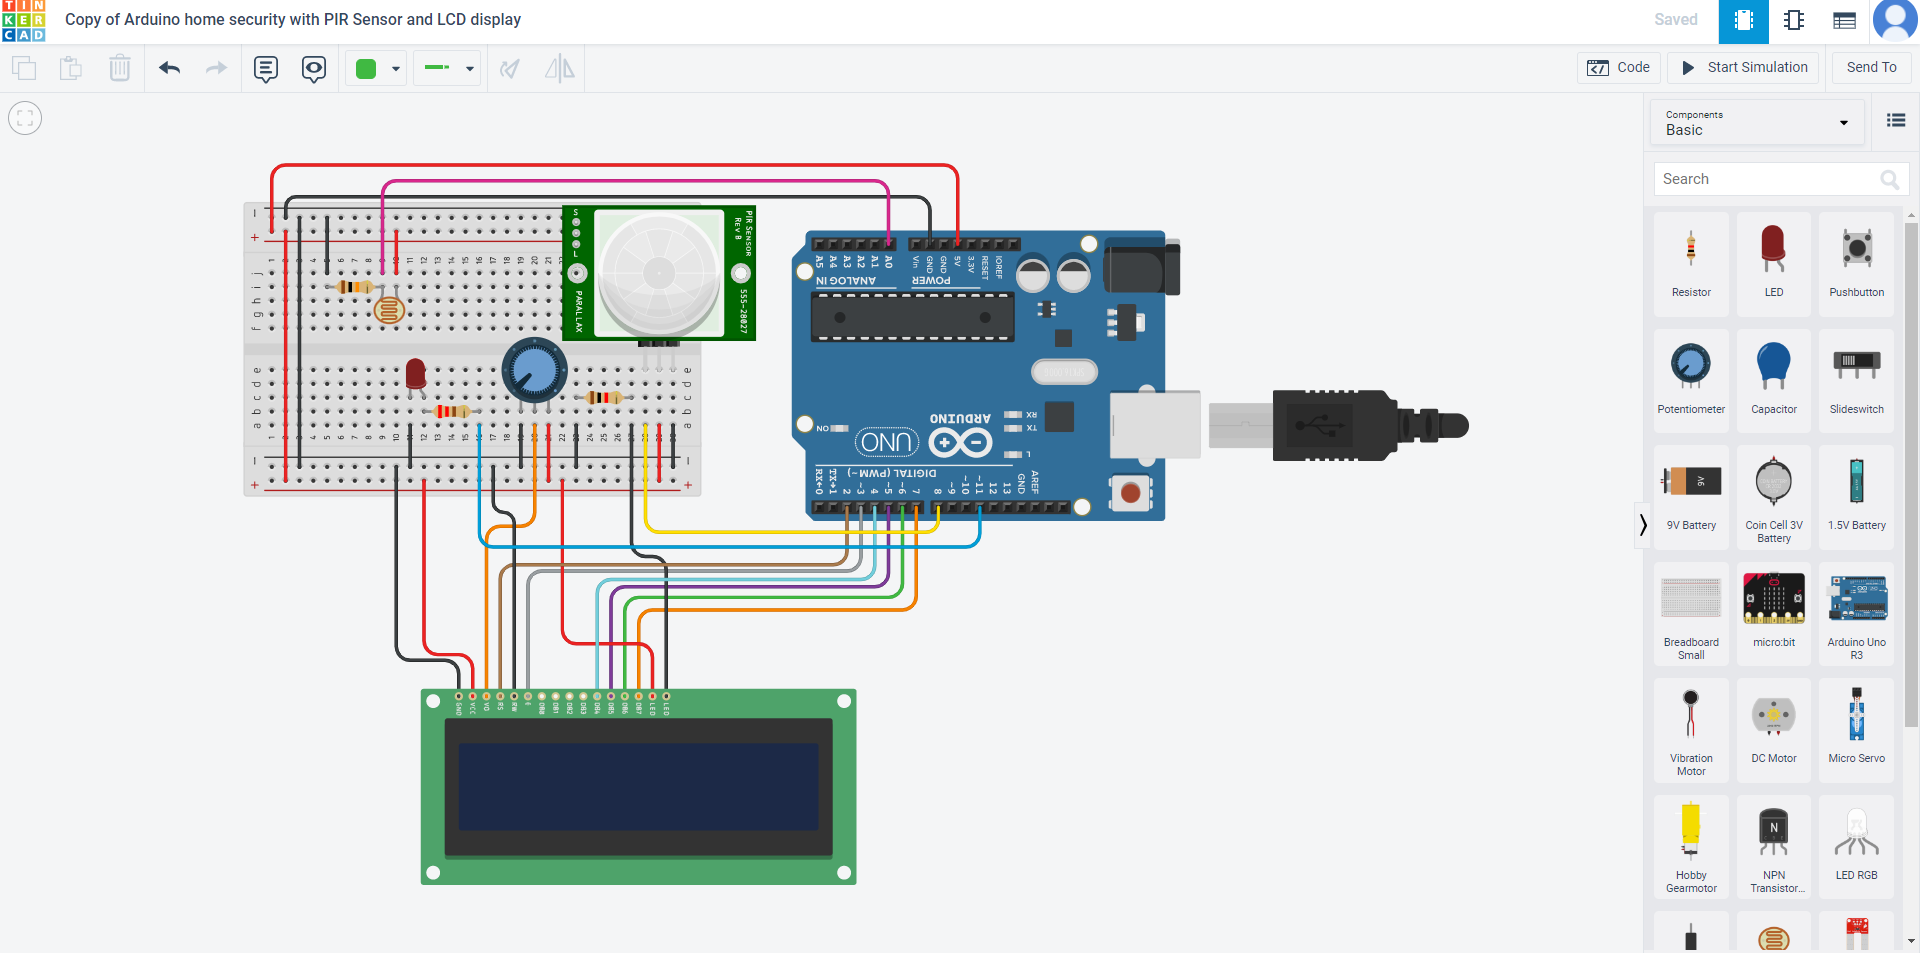 TIN
KER
CAD
Copy of Arduino home security with PIR Sensor and LCD display
Saved
Code
Start Simulation
Send To
Components
Basic
Search
Resistor
LED
Pushbutton
Potentiometer
Capacitor
Slideswitch
9V Battery
Coin Cell 3V Battery
1.5V Battery
Breadboard Small
micro:bit
Arduino Uno R3
Vibration Motor
DC Motor
Micro Servo
Hobby Gearmotor
NPN Transistor...
LED RGB
9V
N
S
L
PIR SENSOR
Rev B
PARALLAX
555-28027
j
i
h
g
f
e
d
c
b
a
A5
A4
A3
A2
A1
A0
ANALOG IN
Vin
GND
GND
5V
3.3V
RESET
IOREF
POWER
RX
TX
L
ON
ARDUINO
UNO
DIGITAL (PWM ~)
RX←0
TX→1
2
~3
4
~5
~6
7
8
~9
~10
~11
12
13
GND
AREF
GND
VCC
V0
RS
RW
E
DB0
DB1
DB2
DB3
DB4
DB5
DB6
DB7
LED
LED